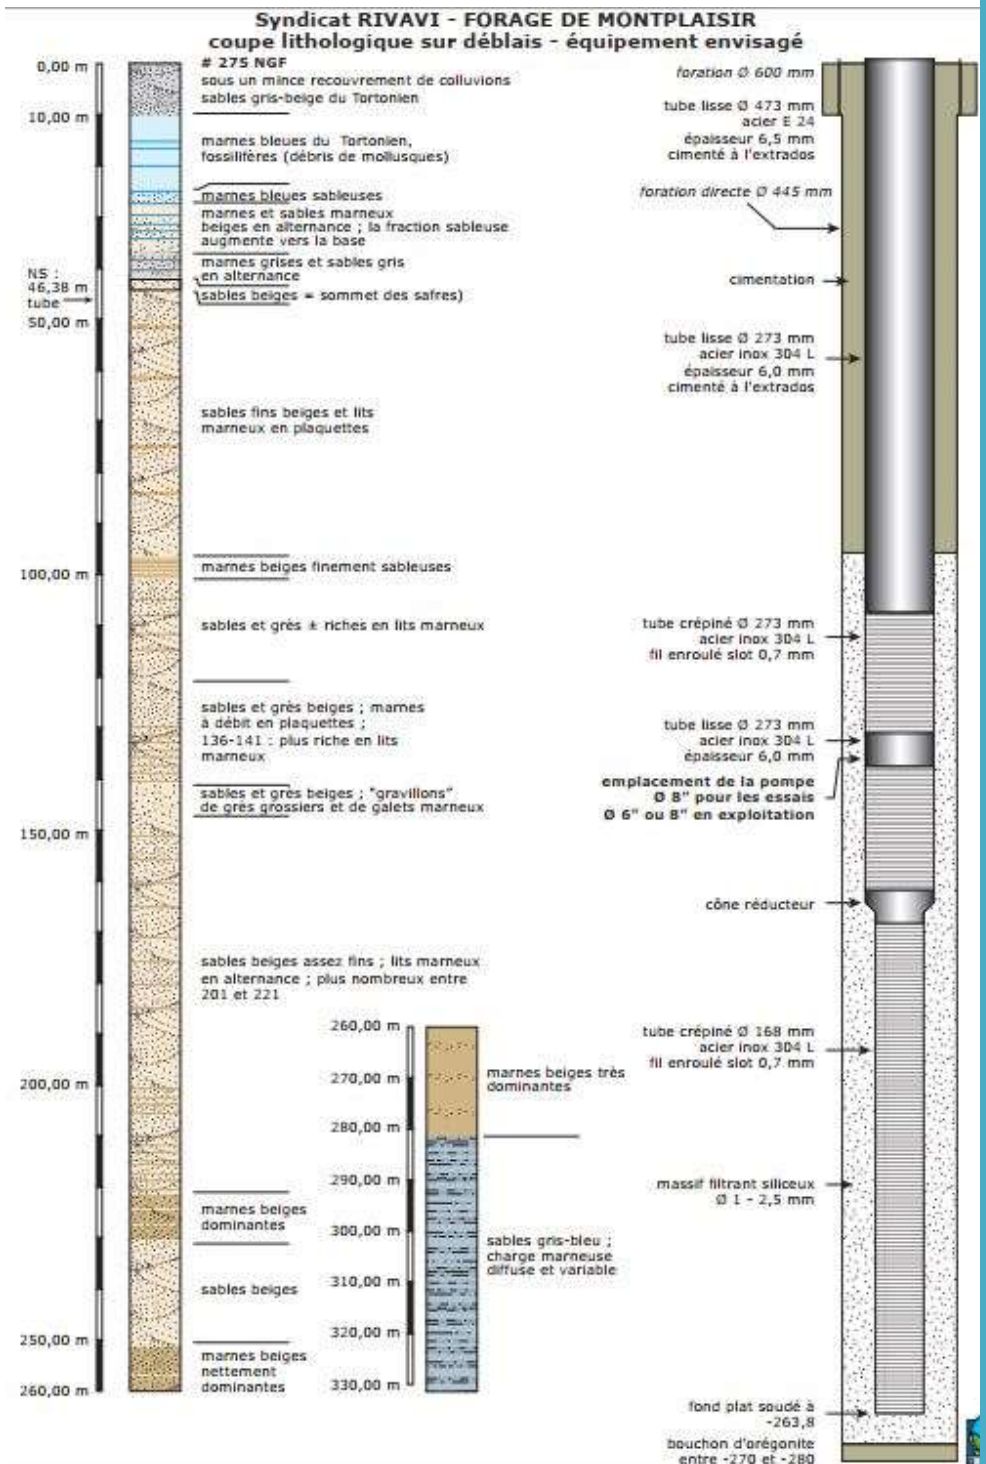 Syndicat RIVAVI - FORAGE DE MONTPLAISIR
coupe lithologique sur déblais - équipement envisagé
# 275 NGF
0,00 m
sous un mince recouvrement de colluvions
sables gris-beige du Tortonien
10,00 m
marnes bleues du Tortonien,
fossilifères (débris de mollusques)
marnes bleues sableuses
marnes et sables marneux
beiges en alternance ; la fraction sableuse
augmente vers la base
marnes grises et sables gris
en alternance
NS :
46,38 m
tube
sables beiges = sommet des safres)
50,00 m
sables fins beiges et lits
marneux en plaquettes
marnes beiges finement sableuses
100,00 m
sables et grès ± riches en lits marneux
sables et grès beiges ; marnes
à débit en plaquettes ;
136-141 : plus riche en lits
marneux
sables et grès beiges ; "gravillons"
de grès grossiers et de galets marneux
150,00 m
sables beiges assez fins ; lits marneux
en alternance ; plus nombreux entre
201 et 221
200,00 m
marnes beiges
dominantes
sables beiges
250,00 m
marnes beiges
nettement
dominantes
260,00 m
260,00 m
270,00 m
280,00 m
290,00 m
300,00 m
310,00 m
320,00 m
330,00 m
marnes beiges très
dominantes
sables gris-bleu ;
charge marneuse
diffuse et variable
foration Ø 600 mm
tube lisse Ø 473 mm
acier E 24
épaisseur 6,5 mm
cimenté à l'extrados
foration directe Ø 445 mm
cimentation
tube lisse Ø 273 mm
acier inox 304 L
épaisseur 6,0 mm
cimenté à l'extrados
tube crépiné Ø 273 mm
acier inox 304 L
fil enroulé slot 0,7 mm
tube lisse Ø 273 mm
acier inox 304 L
épaisseur 6,0 mm
emplacement de la pompe
Ø 8" pour les essais
Ø 6" ou 8" en exploitation
cône réducteur
tube crépiné Ø 168 mm
acier inox 304 L
fil enroulé slot 0,7 mm
massif filtrant siliceux
Ø 1 - 2,5 mm
fond plat soudé à
-263,8
bouchon d'orégonite
entre -270 et -280